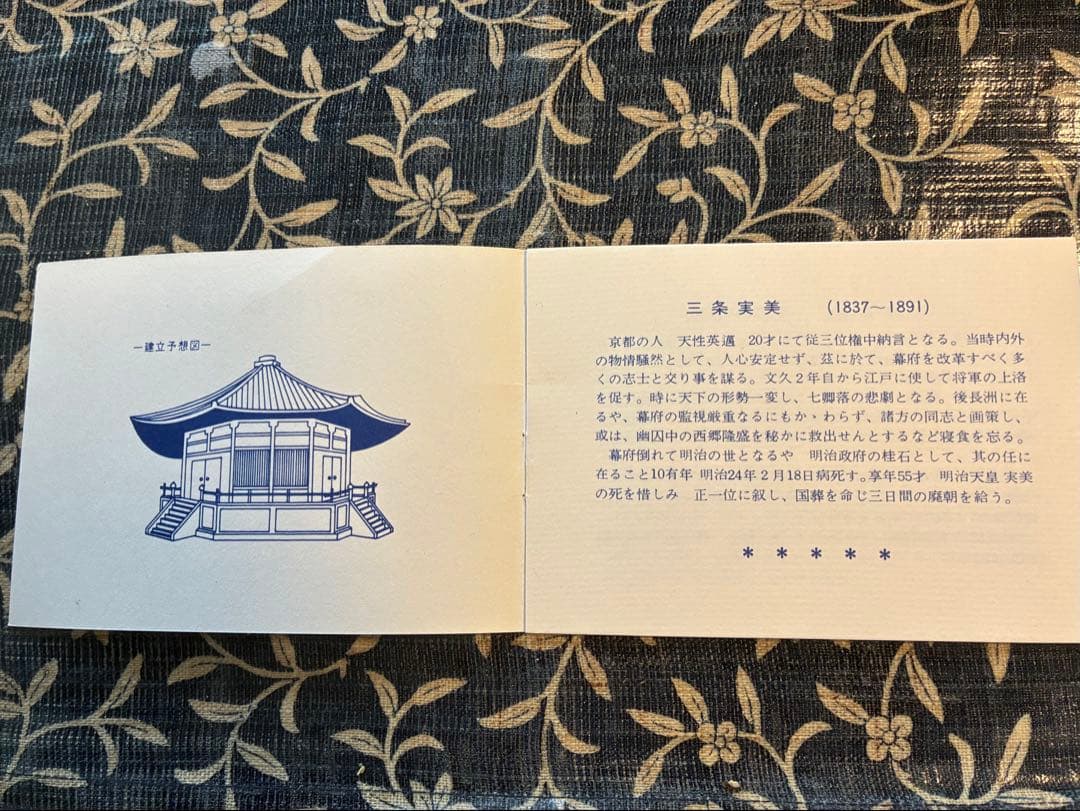 ―建立予想図―
三条実美 (1837～1891)
京都の人 天性英邁 20才にて従三位権中納言となる。当時内外
の物情騒然として、人心安定せず、玆に於て、幕府を改革すべく多
くの志士と交り事を謀る。文久2年自から江戸に使して将軍の上洛
を促す。時に天下の形勢一変し、七卿落の悲劇となる。後長洲に在
るや、幕府の監視厳重なるにもかゝわらず、諸方の同志と画策し、
或は、幽囚中の西郷隆盛を秘かに救出せんとするなど寝食を忘る。
幕府倒れて明治の世となるや 明治政府の桂石として、其の任に
在ること10有年 明治24年2月18日病死す。享年55才 明治天皇 実美
の死を惜しみ 正一位に叙し、国葬を命じ三日間の廃朝を給う。
* * * * *